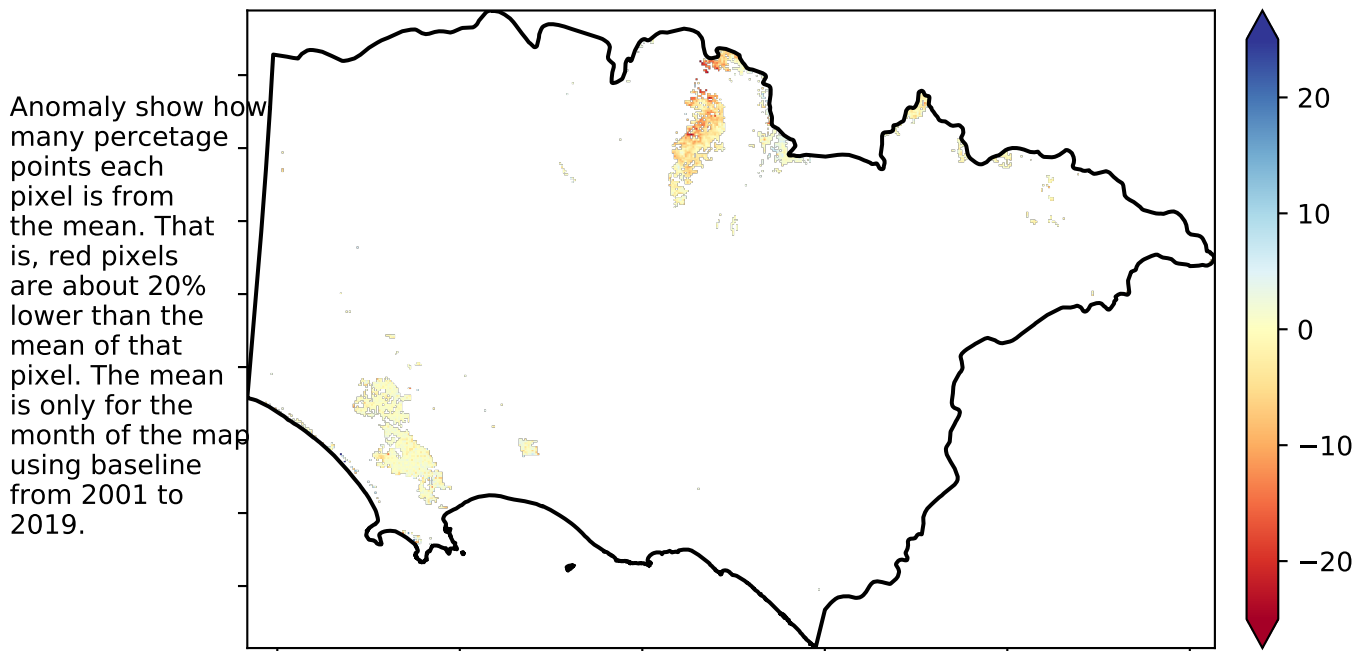 Anomaly show how
many percetage
points each
pixel is from
the mean. That
is, red pixels
are about 20%
lower than the
mean of that
pixel. The mean
is only for the
month of the map
using baseline
from 2001 to
2019.
20
10
0
−10
−20